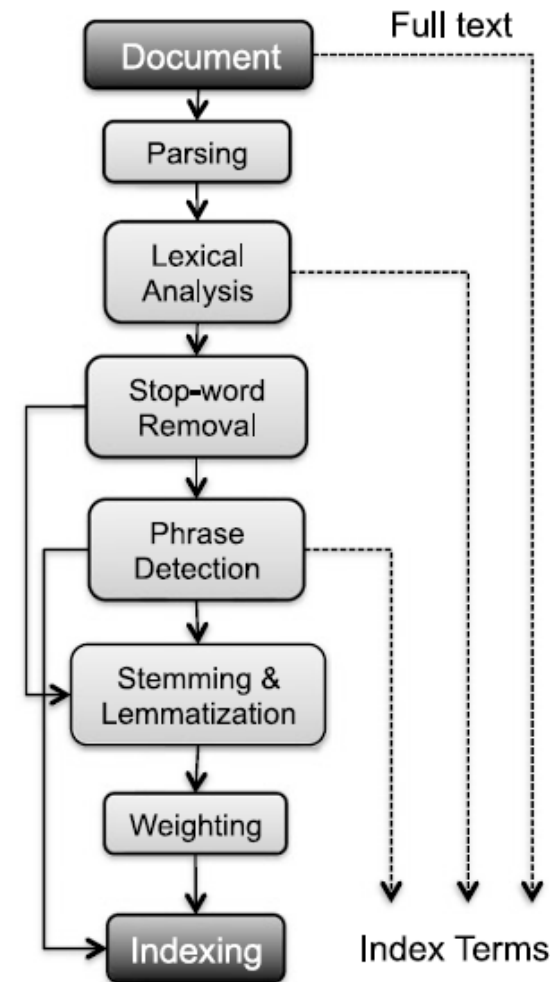 Full text
Document
Parsing
Lexical
Analysis
Stop-word
Removal
Phrase
Detection
Stemming &
Lemmatization
Weighting
Indexing
Index Terms